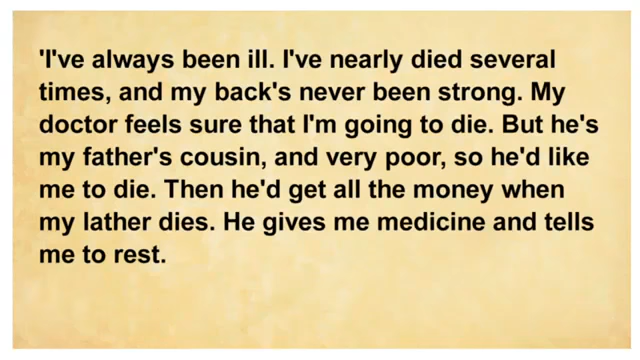 'I've always been ill. I've nearly died several
times, and my back's never been strong. My
doctor feels sure that I'm going to die. But he's
my father's cousin, and very poor, so he'd like
me to die. Then he'd get all the money when
my lather dies. He gives me medicine and tells
me to rest.